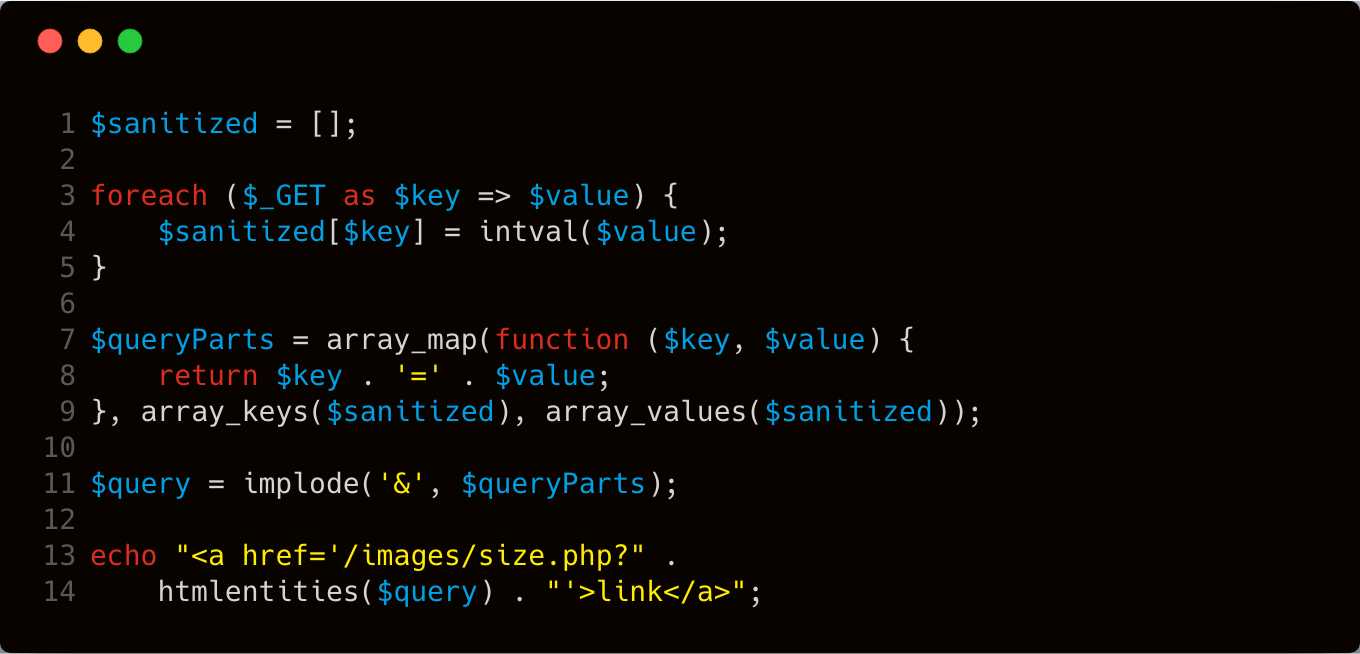 1 $sanitized = [];
2
3 foreach ($_GET as $key => $value) {
4     $sanitized[$key] = intval($value);
5 }
6
7 $queryParts = array_map(function ($key, $value) {
8     return $key . '=' . $value;
9 }, array_keys($sanitized), array_values($sanitized));
10
11 $query = implode('&', $queryParts);
12
13 echo "<a href='/images/size.php?" .
14     htmlentities($query) . "'>link</a>";